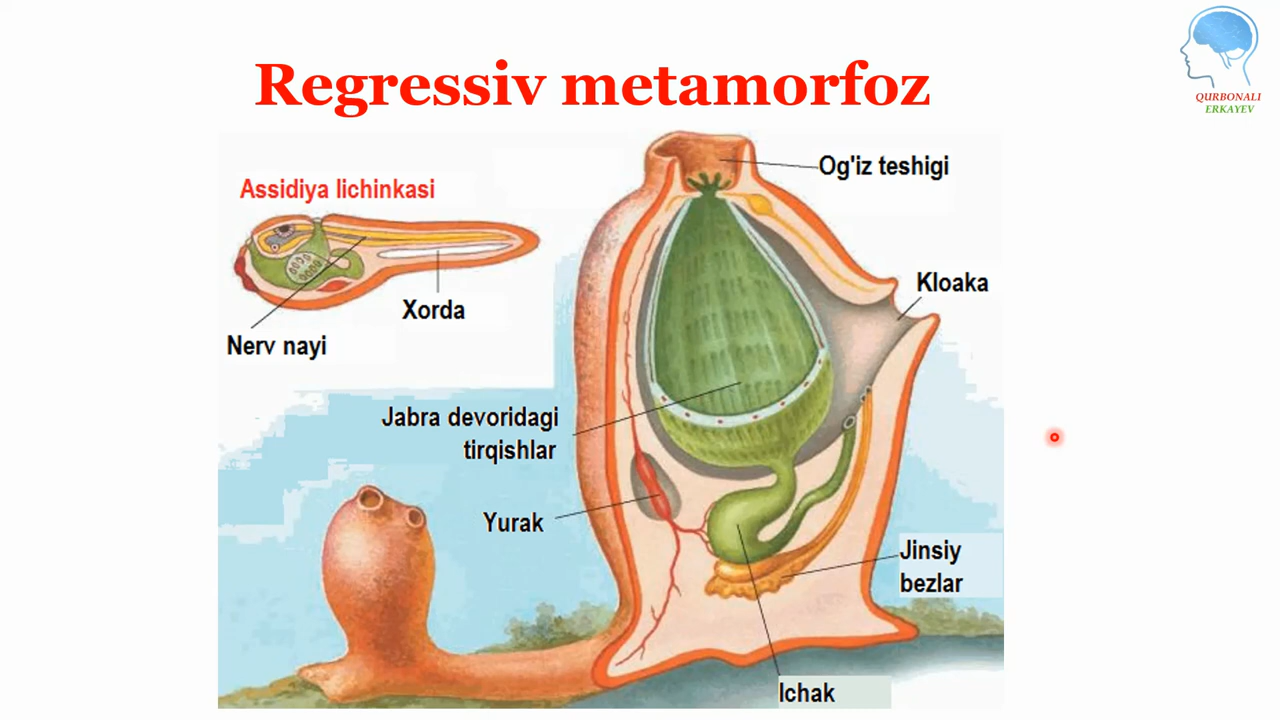 Regressiv metamorfoz
QURBONALI
ERKAYEV
Assidiya lichinkasi
Og'iz teshigi
Kloaka
Xorda
Nerv nayi
Jabra devoridagi
tirqishlar
Yurak
Jinsiy
bezlar
Ichak